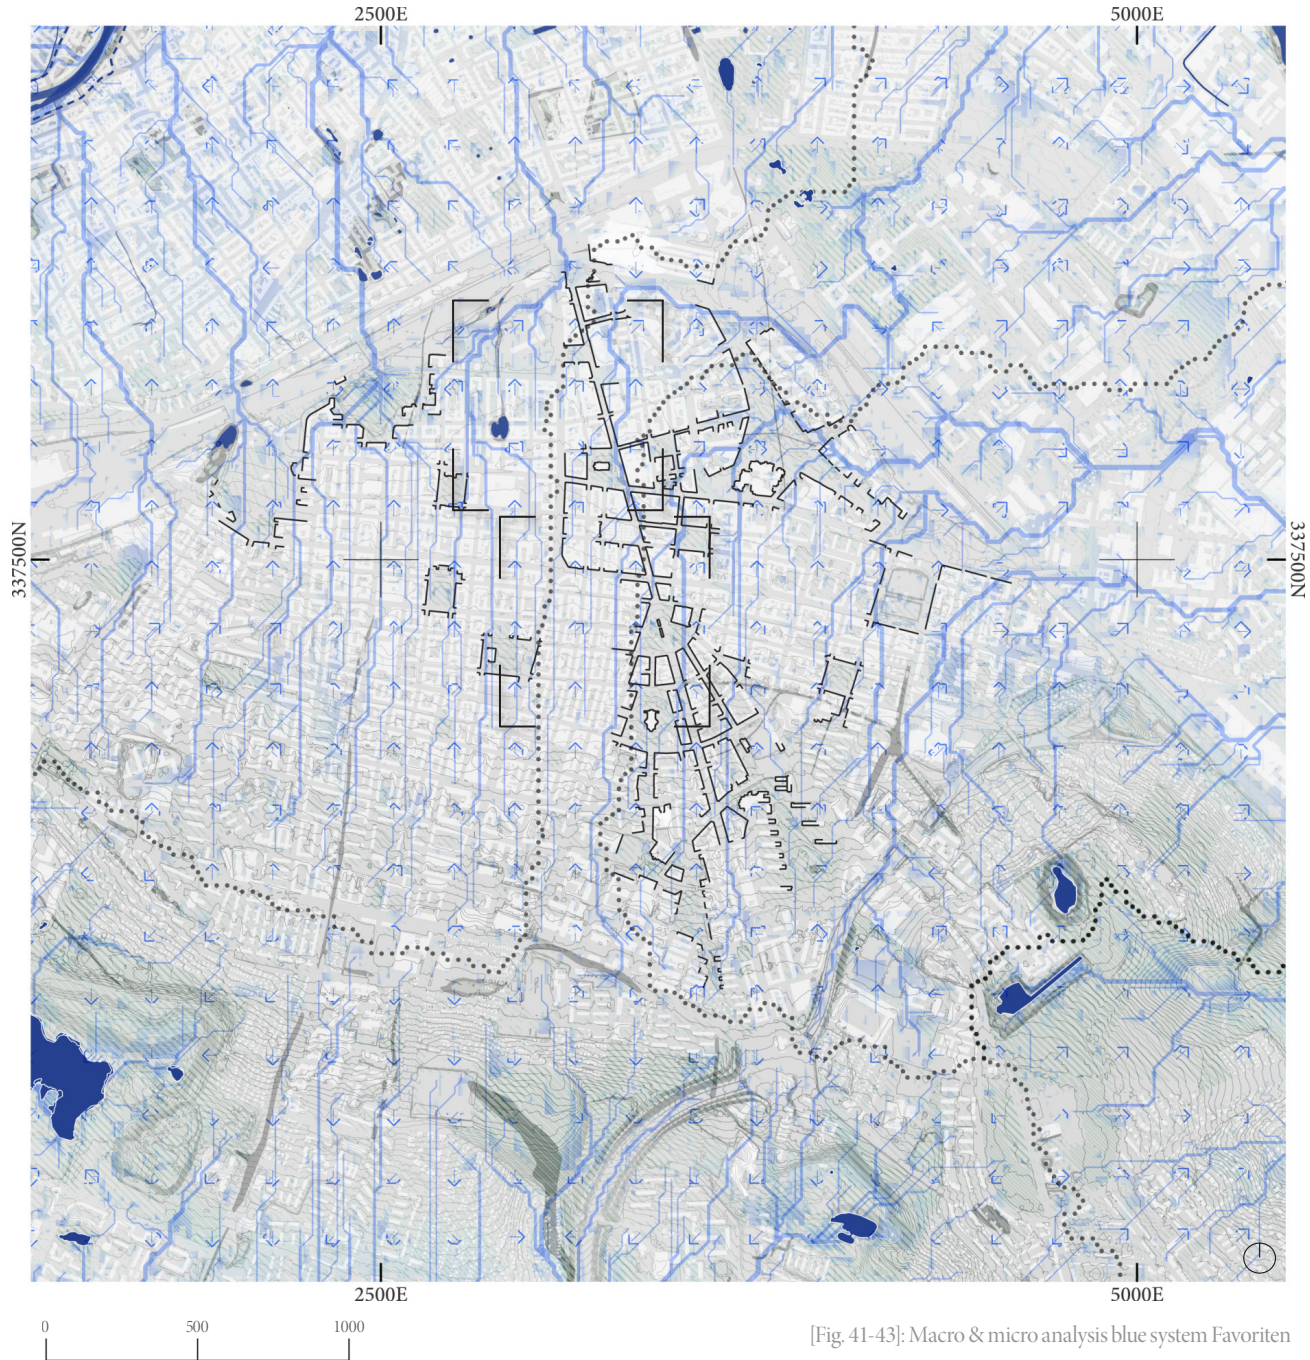 2500E 5000E
337500N 337500N
2500E 5000E
0 500 1000
[Fig. 41-43]: Macro & micro analysis blue system Favoriten